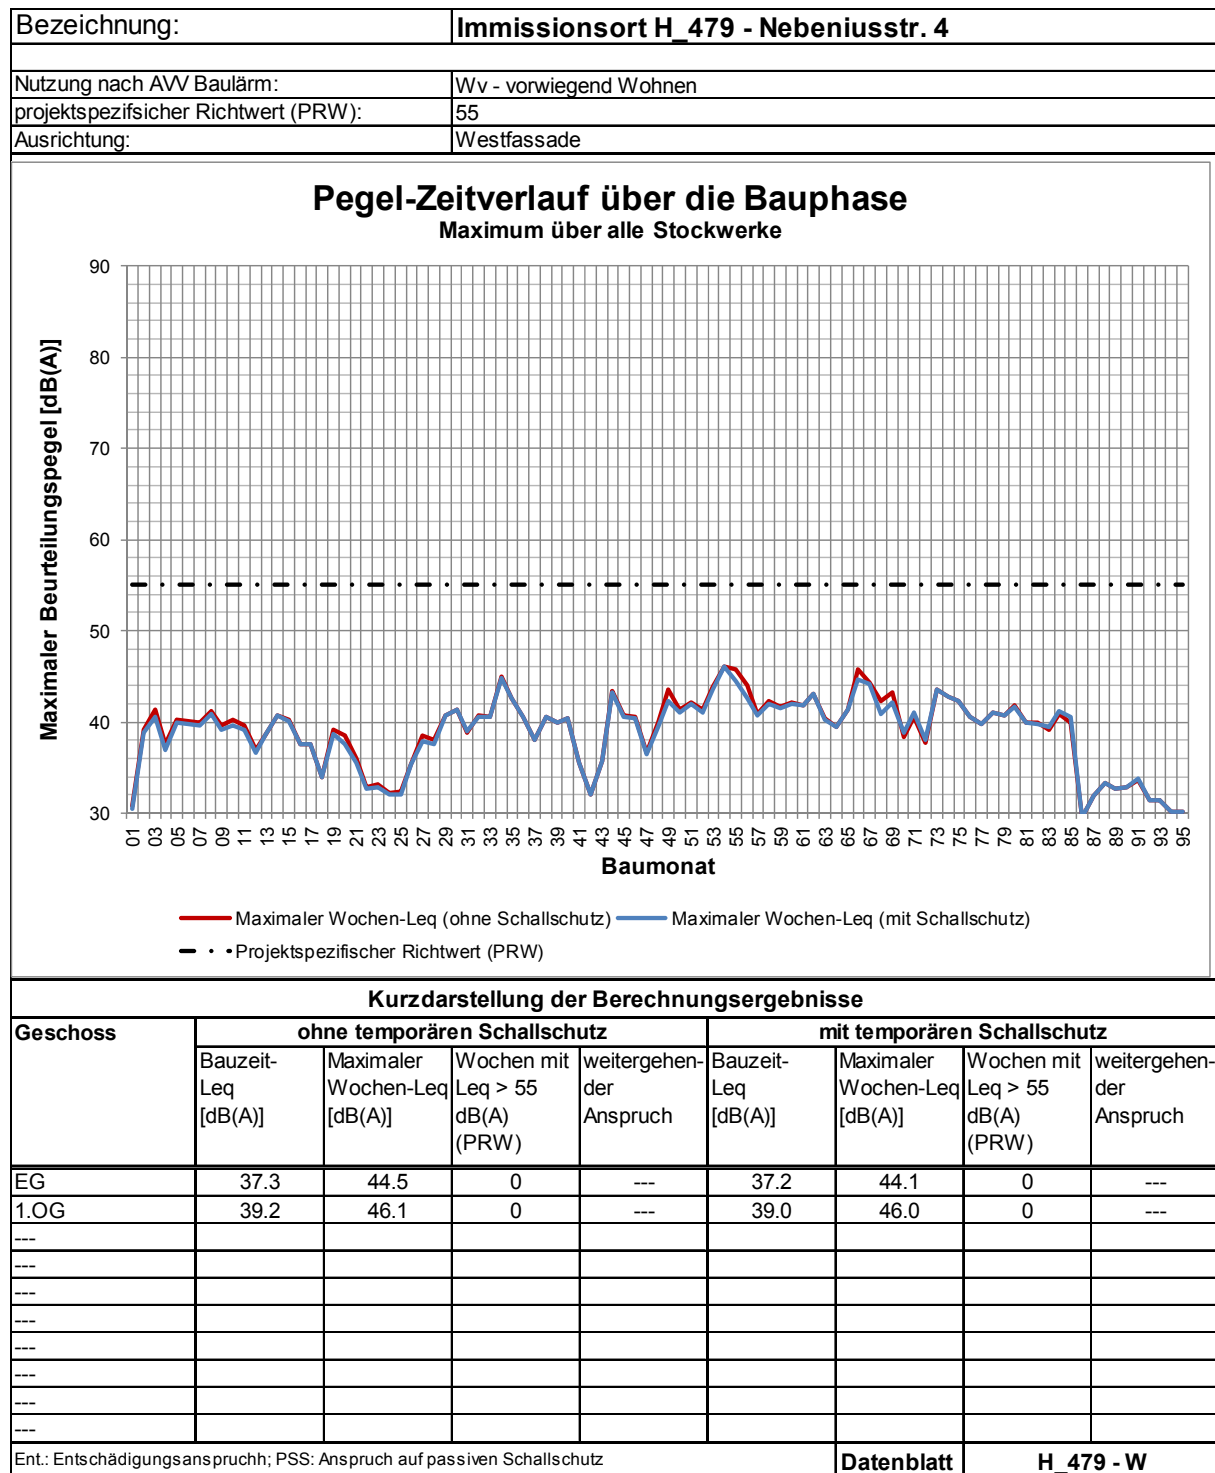 Bezeichnung: Immissionsort H_479 - Nebeniusstr. 4
Nutzung nach AVV Baulärm: Wv - vorwiegend Wohnen
projektspezifsicher Richtwert (PRW): 55
Ausrichtung: Westfassade
Pegel-Zeitverlauf über die Bauphase
Maximum über alle Stockwerke
Maximaler Beurteilungspegel [dB(A)]
90
80
70
60
50
40
30
01 03 05 07 09 11 13 15 17 19 21 23 25 27 29 31 33 35 37 39 41 43 45 47 49 51 53 55 57 59 61 63 65 67 69 71 73 75 77 79 81 83 85 87 89 91 93 95
Baumonat
Maximaler Wochen-Leq (ohne Schallschutz) Maximaler Wochen-Leq (mit Schallschutz)
Projektspezifischer Richtwert (PRW)
Kurzdarstellung der Berechnungsergebnisse
Geschoss ohne temporären Schallschutz mit temporären Schallschutz
Bauzeit- Maximaler Wochen mit weitergehen- Bauzeit- Maximaler Wochen mit weitergehen-
Leq Wochen-Leq Leq > 55 der Leq Wochen-Leq Leq > 55 der
[dB(A)] [dB(A)] dB(A) Anspruch [dB(A)] [dB(A)] dB(A) Anspruch
(PRW) (PRW)
EG 37.3 44.5 0 --- 37.2 44.1 0 ---
1.OG 39.2 46.1 0 --- 39.0 46.0 0 ---
---
---
---
---
---
---
---
---
Ent.: Entschädigungsanspruchh; PSS: Anspruch auf passiven Schallschutz Datenblatt H_479 - W